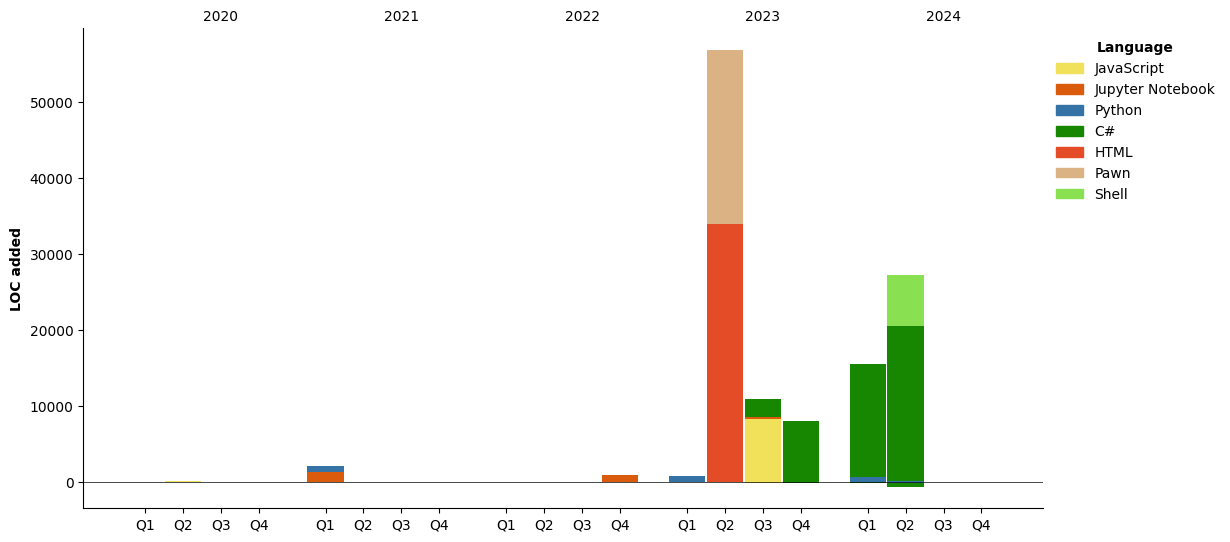 2020 2021 2022 2023 2024
Language
JavaScript
Jupyter Notebook
Python
C#
HTML
Pawn
Shell
LOC added
50000
40000
30000
20000
10000
0
Q1 Q2 Q3 Q4 Q1 Q2 Q3 Q4 Q1 Q2 Q3 Q4 Q1 Q2 Q3 Q4 Q1 Q2 Q3 Q4